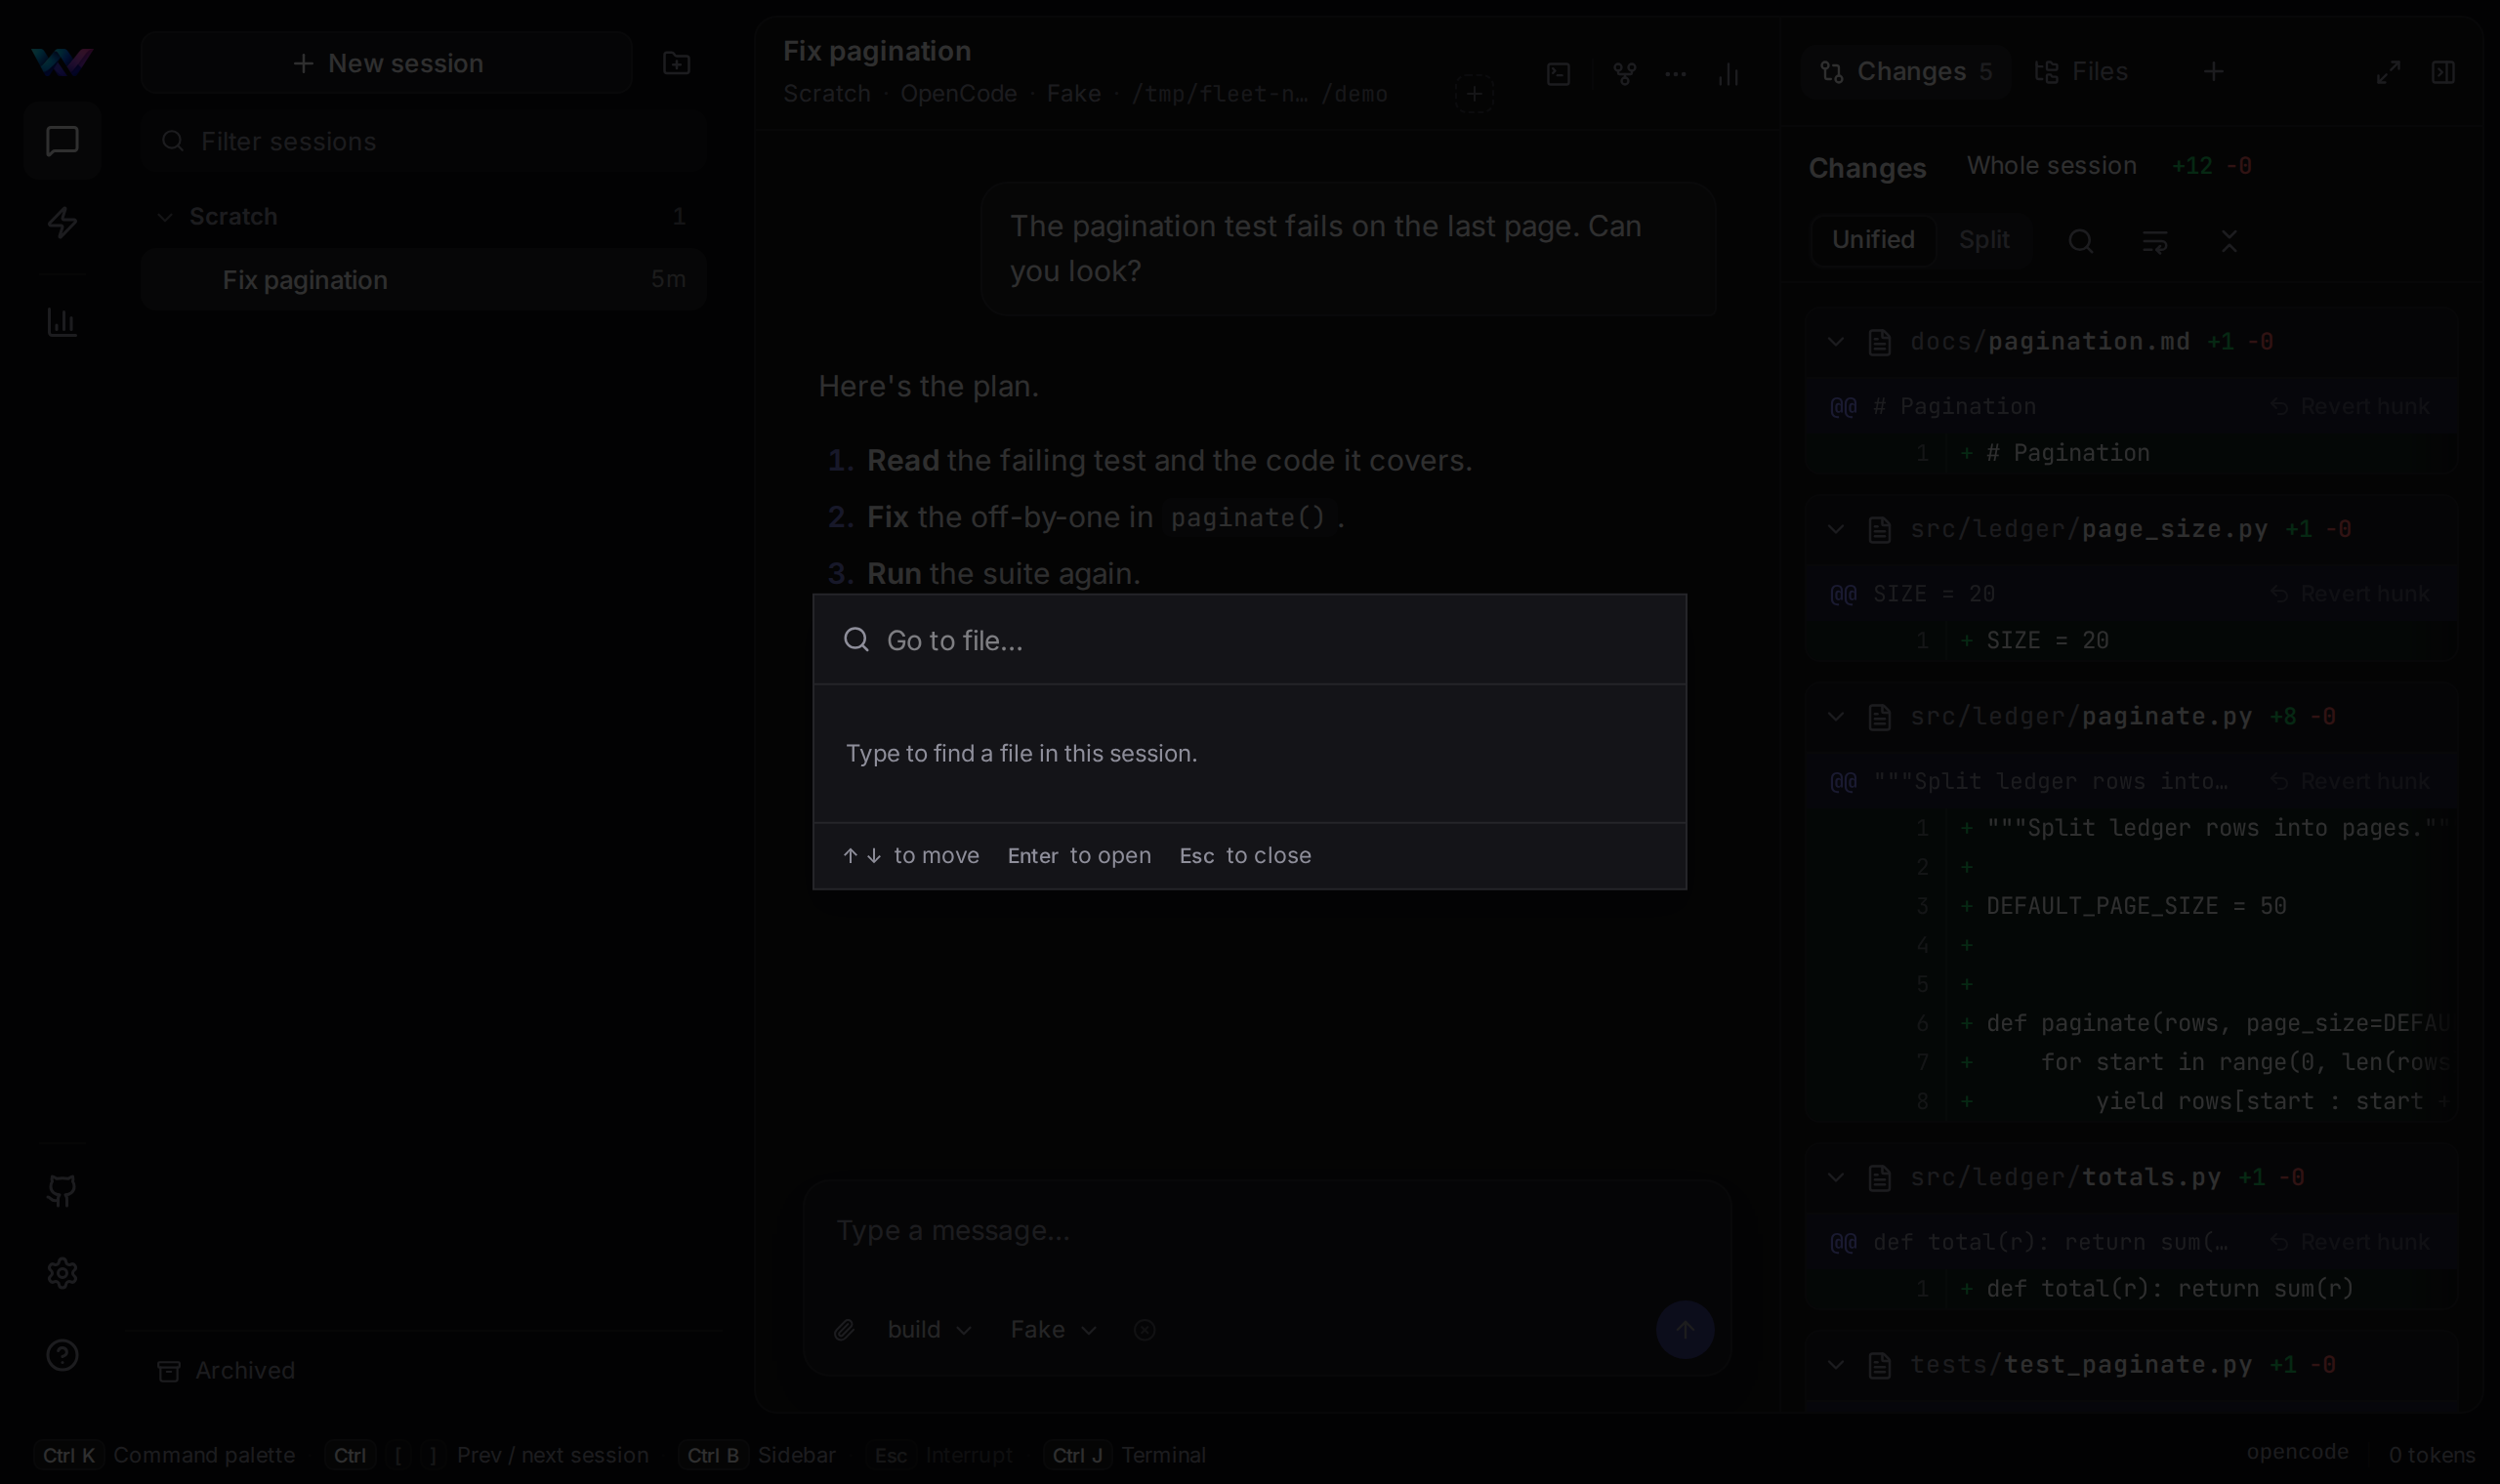 New session
Filter sessions
Scratch 1
Fix pagination 5m
Archived
Fix pagination
Scratch · OpenCode · Fake · /tmp/fleet-n… /demo
The pagination test fails on the last page. Can
you look?
Here's the plan.
1. Read the failing test and the code it covers.
2. Fix the off-by-one in paginate() .
3. Run the suite again.
Go to file...
Type to find a file in this session.
↑ ↓ to move Enter to open Esc to close
Type a message...
build Fake
Changes 5 Files
Changes Whole session +12 -0
Unified Split
docs/pagination.md +1 -0
@@ # Pagination Revert hunk
1 + # Pagination
src/ledger/page_size.py +1 -0
@@ SIZE = 20 Revert hunk
1 + SIZE = 20
src/ledger/paginate.py +8 -0
@@ """Split ledger rows into… Revert hunk
1 + """Split ledger rows into pages.""
2 +
3 + DEFAULT_PAGE_SIZE = 50
4 +
5 +
6 + def paginate(rows, page_size=DEFAU
7 + for start in range(0, len(rows
8 + yield rows[start : start +
src/ledger/totals.py +1 -0
@@ def total(r): return sum(… Revert hunk
1 + def total(r): return sum(r)
tests/test_paginate.py +1 -0
Ctrl K Command palette Ctrl [ ] Prev / next session Ctrl B Sidebar Esc Interrupt Ctrl J Terminal
opencode 0 tokens